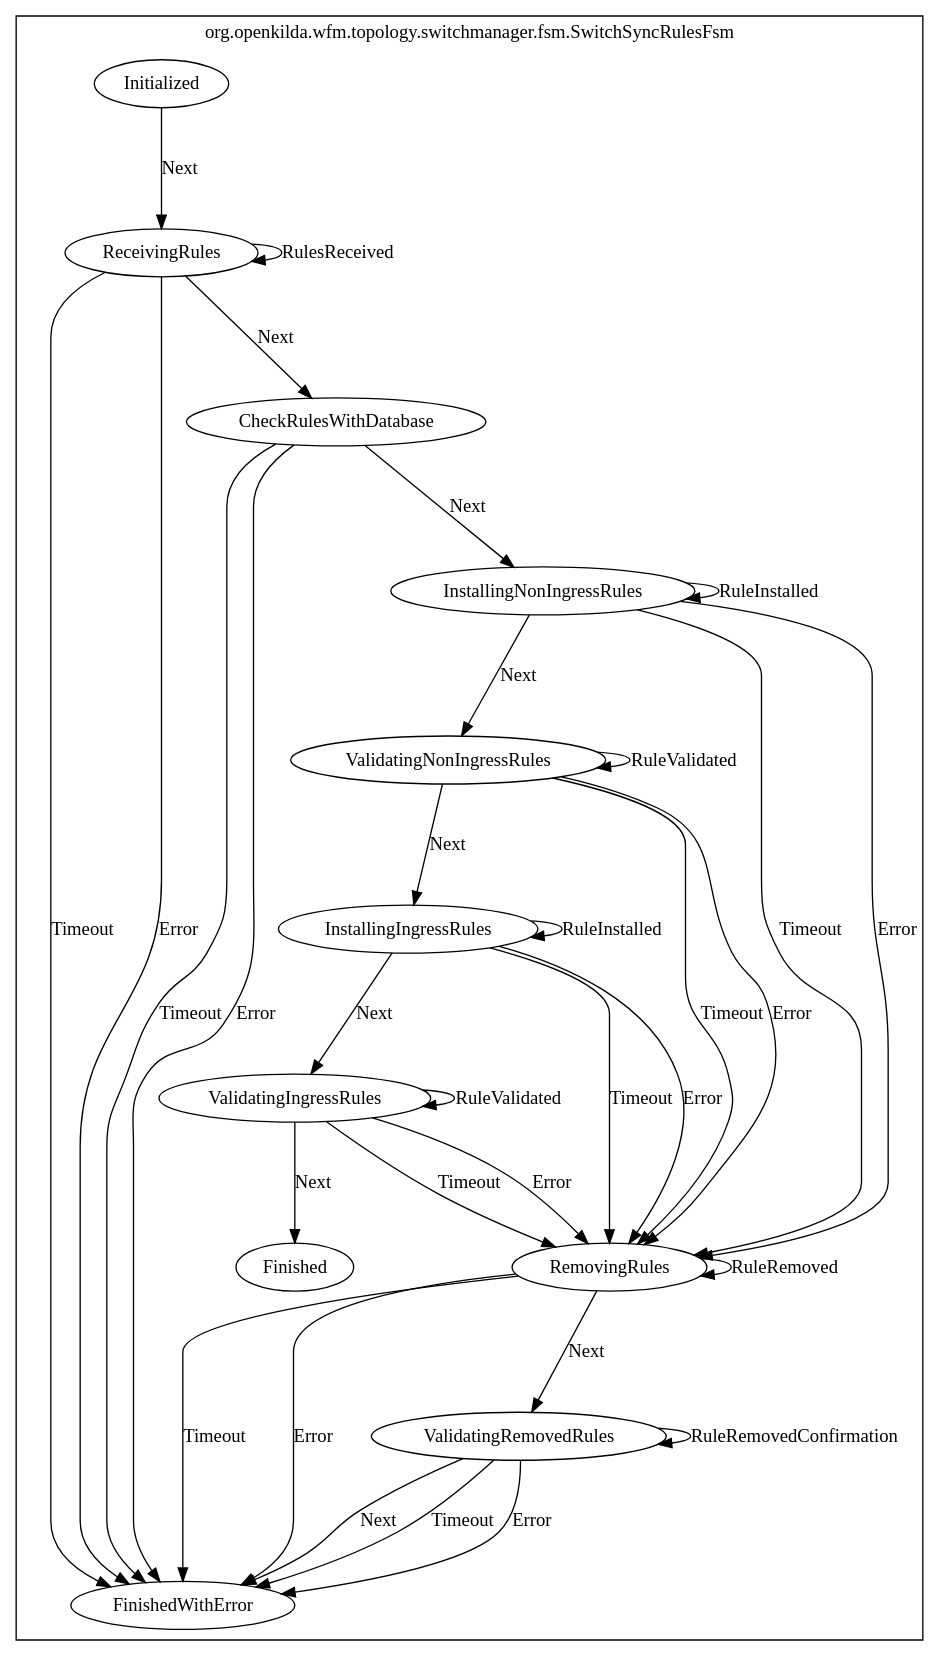 org.openkilda.wfm.topology.switchmanager.fsm.SwitchSyncRulesFsm
Initialized
Next
ReceivingRules
RulesReceived
Next
CheckRulesWithDatabase
Next
InstallingNonIngressRules
RuleInstalled
Next
ValidatingNonIngressRules
RuleValidated
Next
Timeout
Error
InstallingIngressRules
RuleInstalled
Timeout
Error
Timeout
Error
Next
Timeout
Error
ValidatingIngressRules
RuleValidated
Timeout
Error
Next
Timeout
Error
Finished
RemovingRules
RuleRemoved
Next
Timeout
Error
ValidatingRemovedRules
RuleRemovedConfirmation
Next
Timeout
Error
FinishedWithError